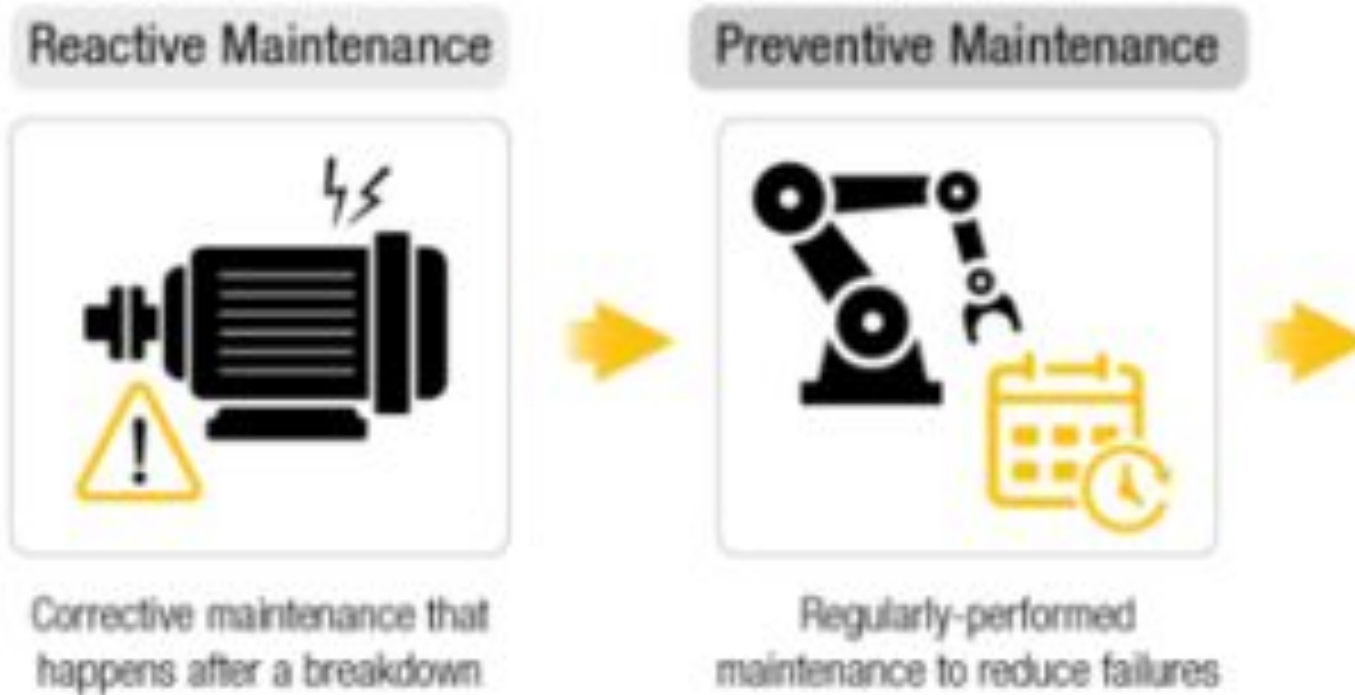 Reactive Maintenance
Preventive Maintenance
Corrective maintenance that
happens after a breakdown
Regularly-performed
maintenance to reduce failures